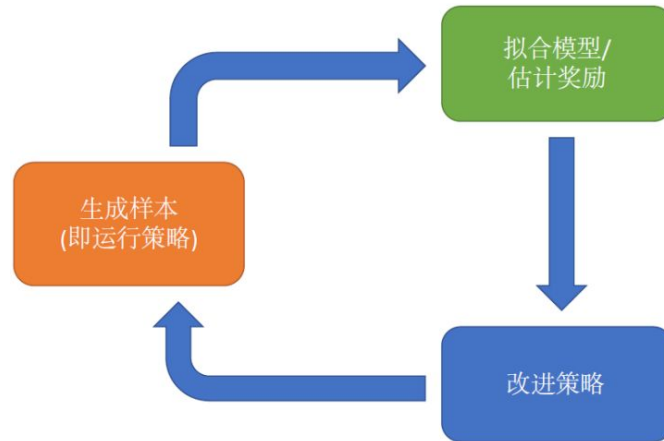 拟合模型/
估计奖励
生成样本
(即运行策略)
改进策略